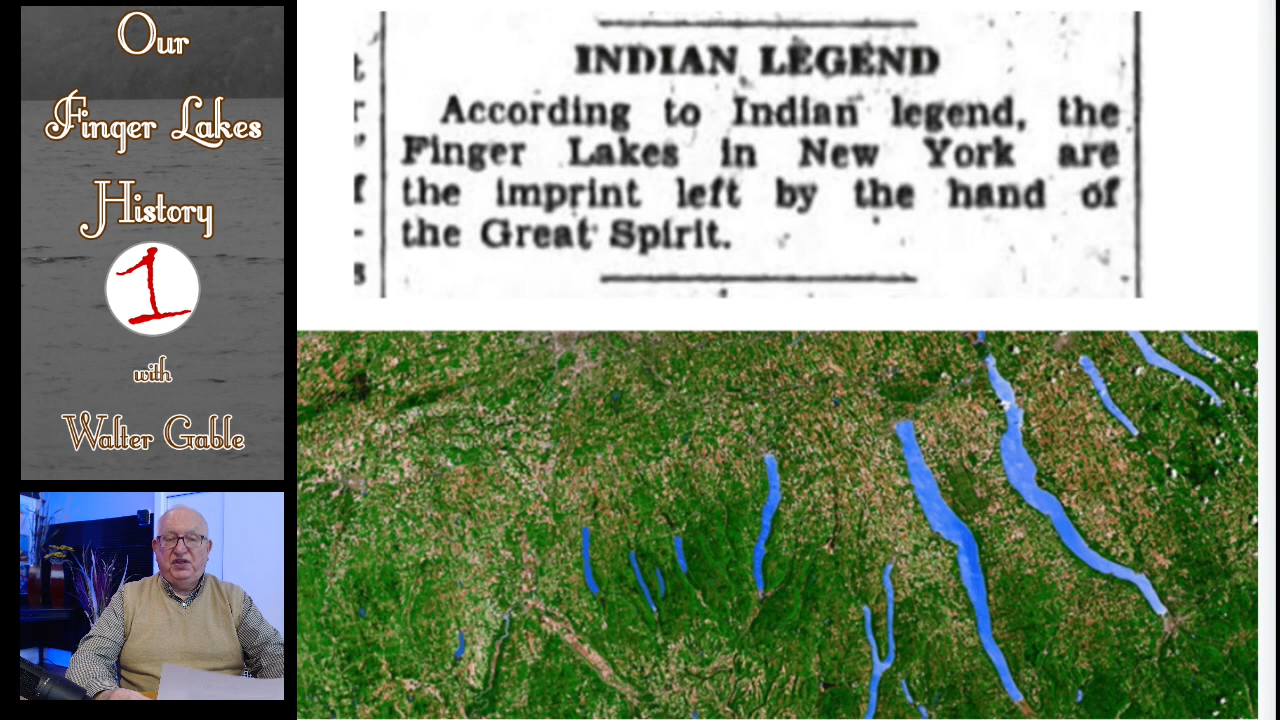 Our
Finger Lakes
History
1
with
Walter Gable
INDIAN LEGEND
According to Indian legend, the
Finger Lakes in New York are
the imprint left by the hand of
the Great Spirit.